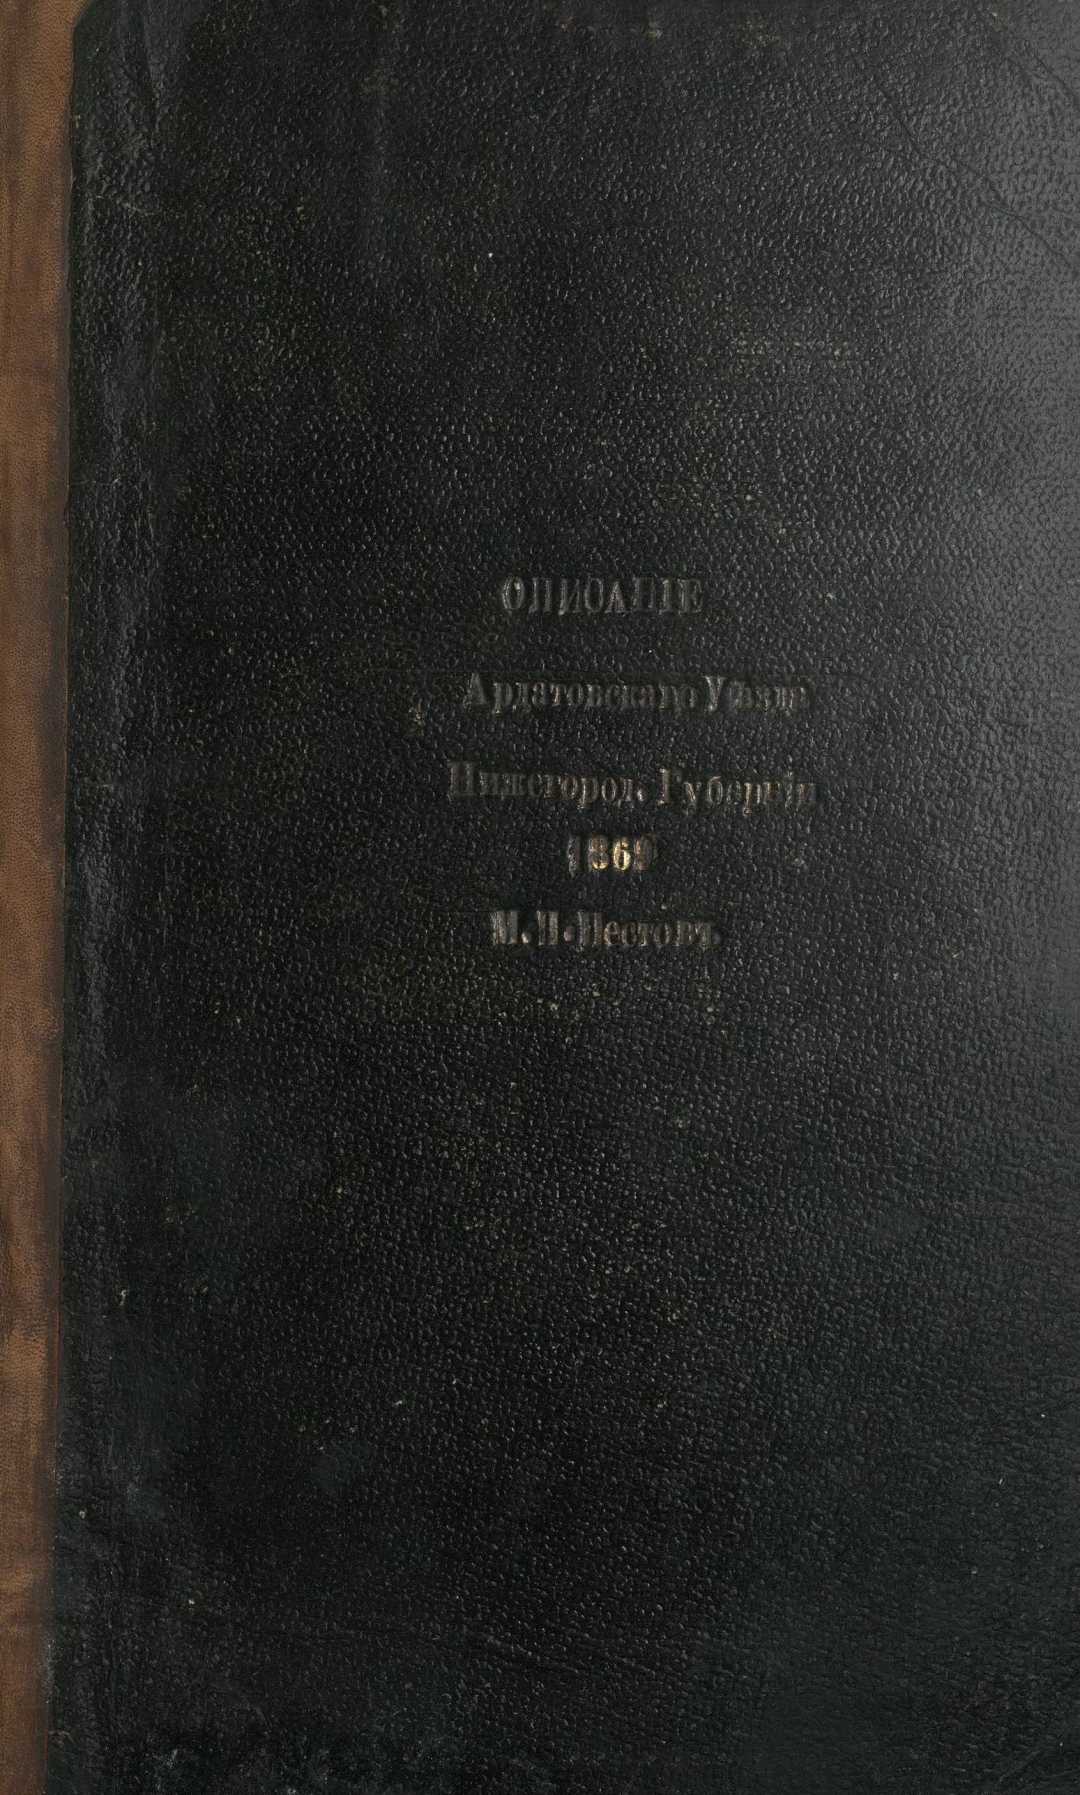 ОПИСАНІЕ
Ардатовскаго Уѣзда
Нижегород. Губерніи
1869
М. И.